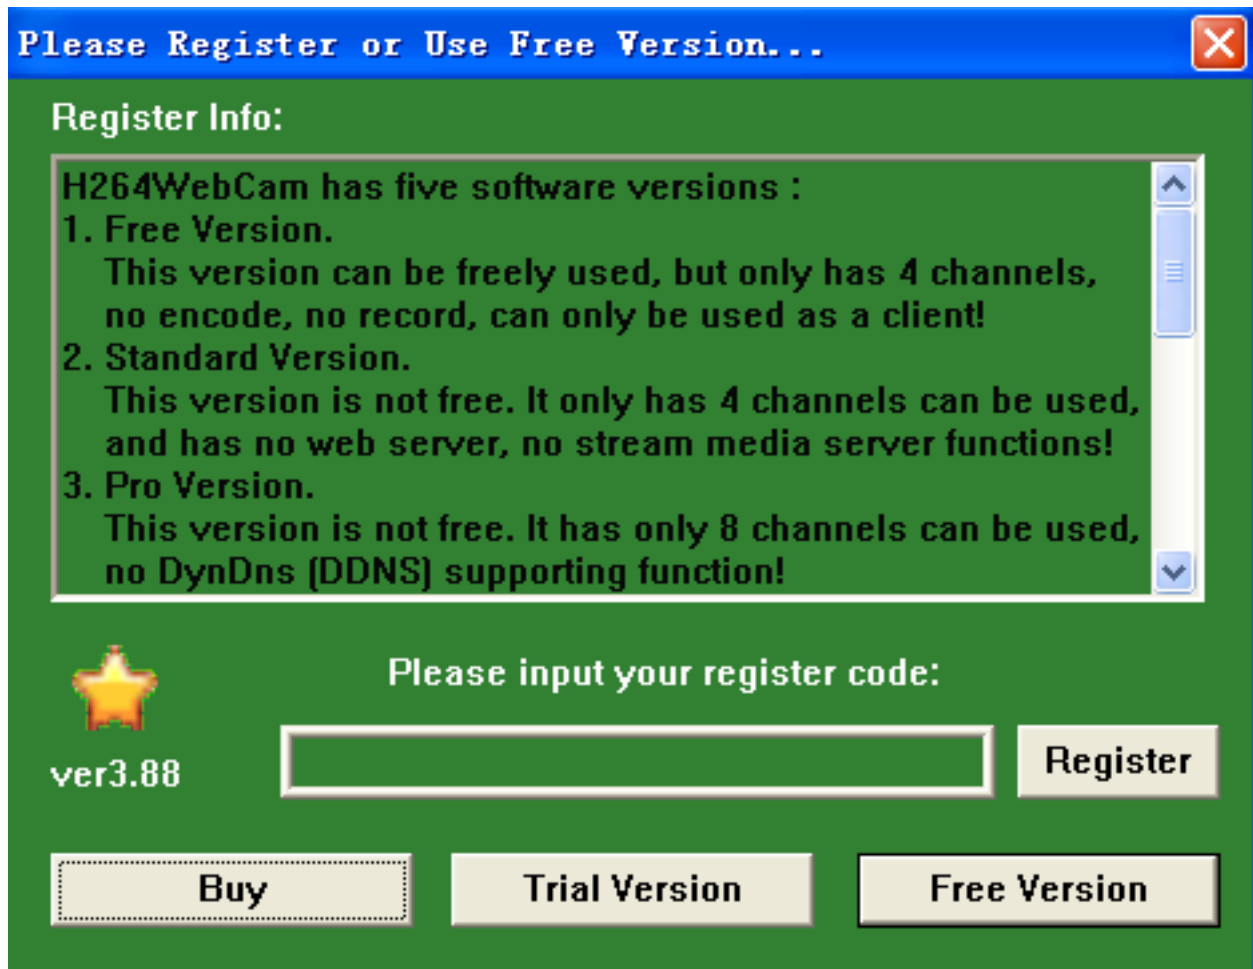 Please Register or Use Free Version...
Register Info:
H264WebCam has five software versions :
1. Free Version.
This version can be freely used, but only has 4 channels,
no encode, no record, can only be used as a client!
2. Standard Version.
This version is not free. It only has 4 channels can be used,
and has no web server, no stream media server functions!
3. Pro Version.
This version is not free. It has only 8 channels can be used,
no DynDns (DDNS) supporting function!
Please input your register code:
ver3.88
Register
Buy
Trial Version
Free Version